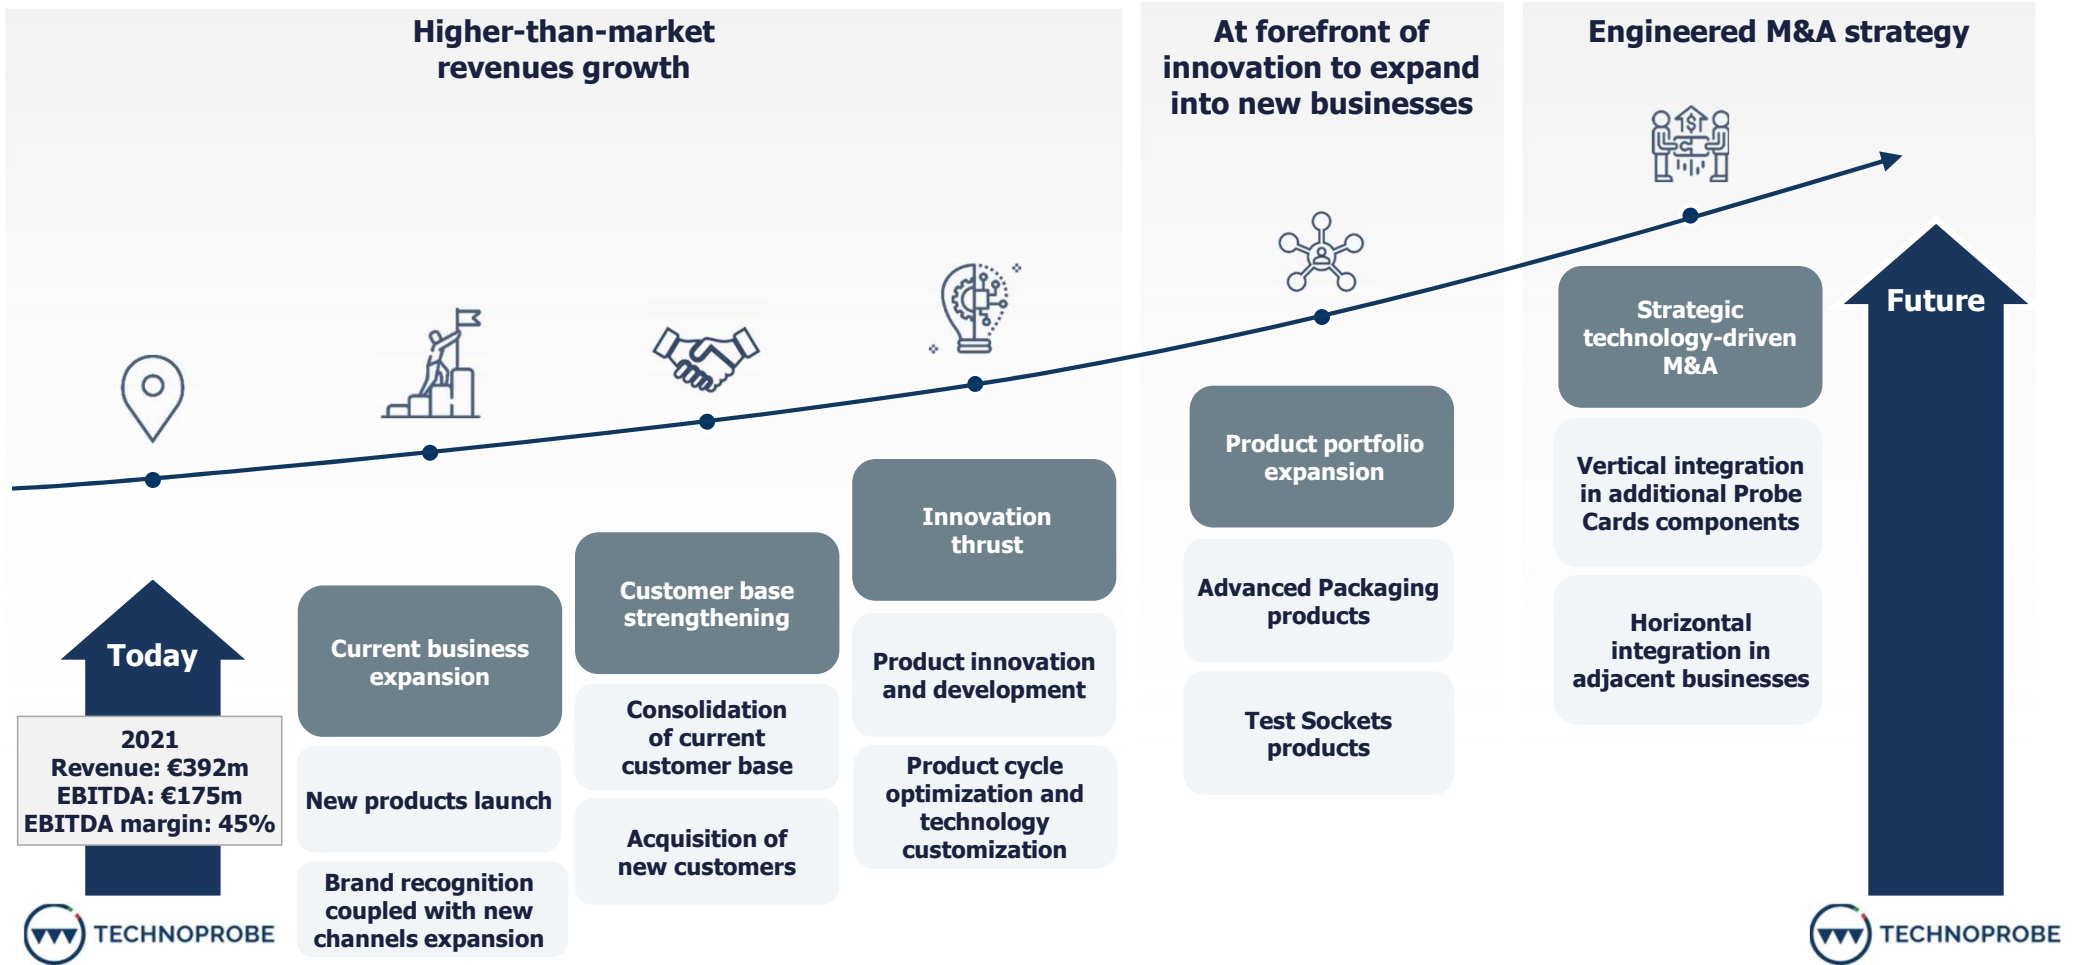 Higher-than-market
revenues growth
At forefront of
innovation to expand
into new businesses
Engineered M&A strategy
Today
2021
Revenue: €392m
EBITDA: €175m
EBITDA margin: 45%
TECHNOPROBE
Current business
expansion
New products launch
Brand recognition
coupled with new
channels expansion
Customer base
strengthening
Consolidation
of current
customer base
Acquisition of
new customers
Innovation
thrust
Product innovation
and development
Product cycle
optimization and
technology
customization
Product portfolio
expansion
Advanced Packaging
products
Test Sockets
products
$
Strategic
technology-driven
M&A
Vertical integration
in additional Probe
Cards components
Horizontal
integration in
adjacent businesses
Future
TECHNOPROBE